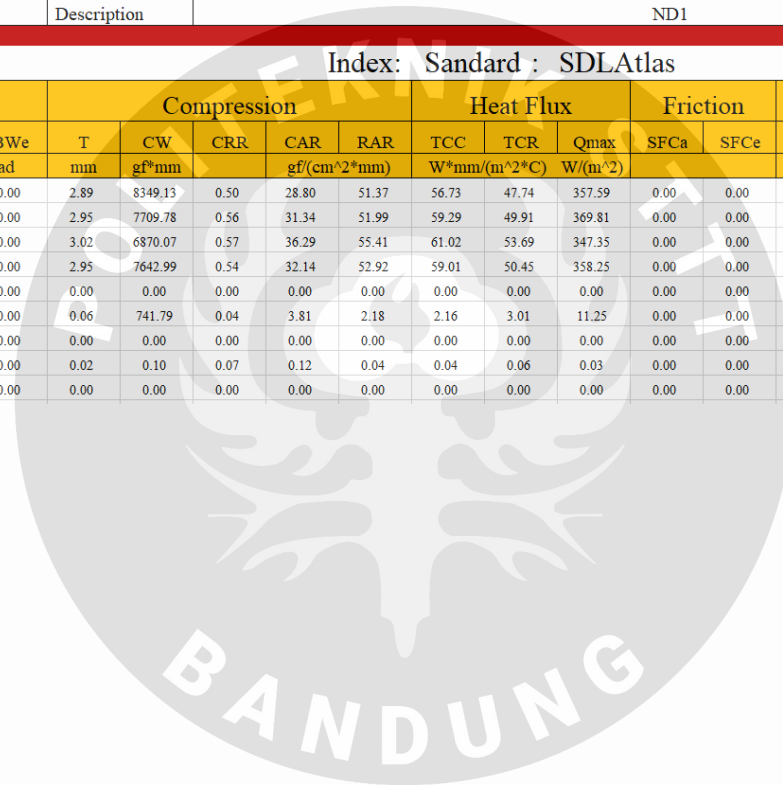 Description ND1
Index: Sandard : SDLAtlas
Compression Heat Flux Friction
BWe T CW CRR CAR RAR TCC TCR Qmax SFCa SFCe
ad mm gf*mm gf/(cm^2*mm) W*mm/(m^2*C) W/(m^2)
0.00 2.89 8349.13 0.50 28.80 51.37 56.73 47.74 357.59 0.00 0.00
0.00 2.95 7709.78 0.56 31.34 51.99 59.29 49.91 369.81 0.00 0.00
0.00 3.02 6870.07 0.57 36.29 55.41 61.02 53.69 347.35 0.00 0.00
0.00 2.95 7642.99 0.54 32.14 52.92 59.01 50.45 358.25 0.00 0.00
0.00 0.00 0.00 0.00 0.00 0.00 0.00 0.00 0.00 0.00 0.00
0.00 0.06 741.79 0.04 3.81 2.18 2.16 3.01 11.25 0.00 0.00
0.00 0.00 0.00 0.00 0.00 0.00 0.00 0.00 0.00 0.00 0.00
0.00 0.02 0.10 0.07 0.12 0.04 0.04 0.06 0.03 0.00 0.00
0.00 0.00 0.00 0.00 0.00 0.00 0.00 0.00 0.00 0.00 0.00
POLITEKNIK STTT
BANDUNG